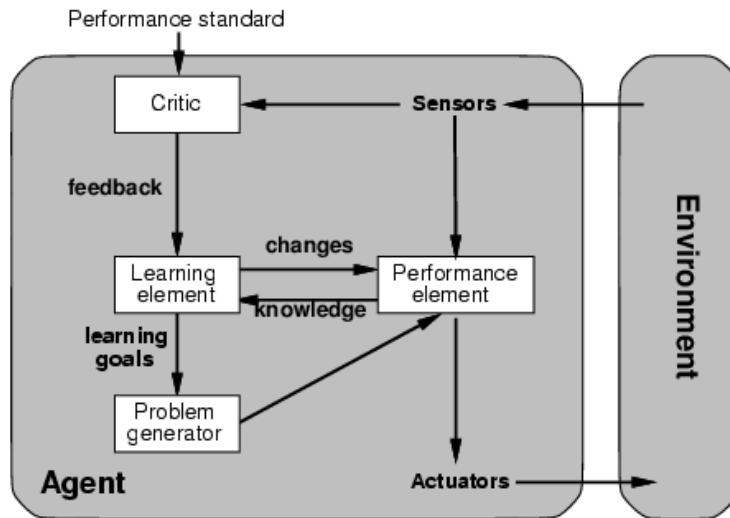 Performance standard
Critic
Sensors
feedback
changes
Learning
element
Performance
element
knowledge
learning
goals
Problem
generator
Agent
Actuators
Environment